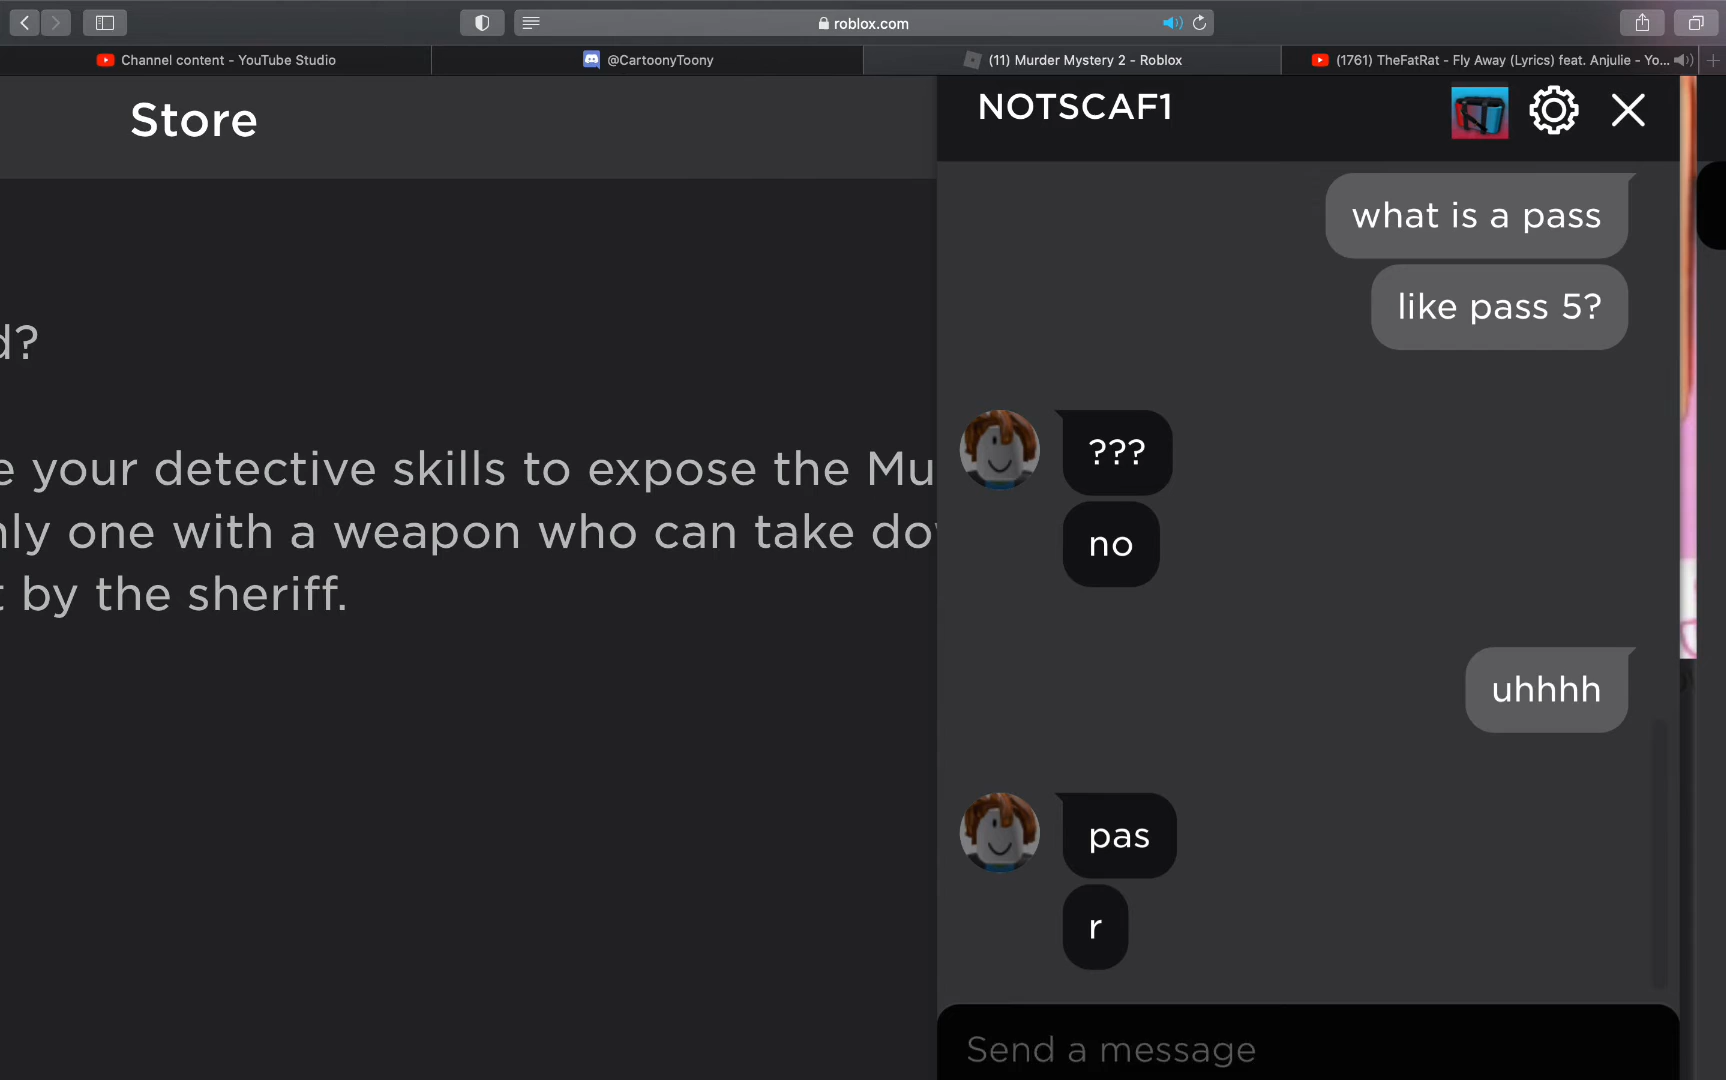 roblox.com
Channel content - YouTube Studio
@CartoonyToony
(11) Murder Mystery 2 - Roblox
(1761) TheFatRat - Fly Away (Lyrics) feat. Anjulie - Yo...
Store
d?
e your detective skills to expose the Mu
nly one with a weapon who can take do
t by the sheriff.
NOTSCAF1
what is a pass
like pass 5?
???
no
uhhhh
pas
r
Send a message